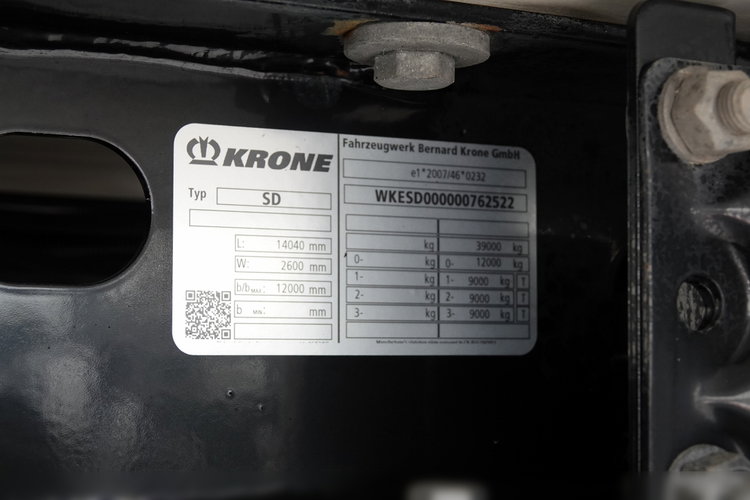 KRONE
Typ SD
L: 14040 mm
W: 2600 mm
b/b MAX.: 12000 mm
b MIN.: mm
Fahrzeugwerk Bernard Krone GmbH
e1*2007/46*0232
WKESD000000762522
kg 39000 kg
0- kg 0- 12000 kg
1- kg 1- 9000 kg T
2- kg 2- 9000 kg T
3- kg 3- 9000 kg T